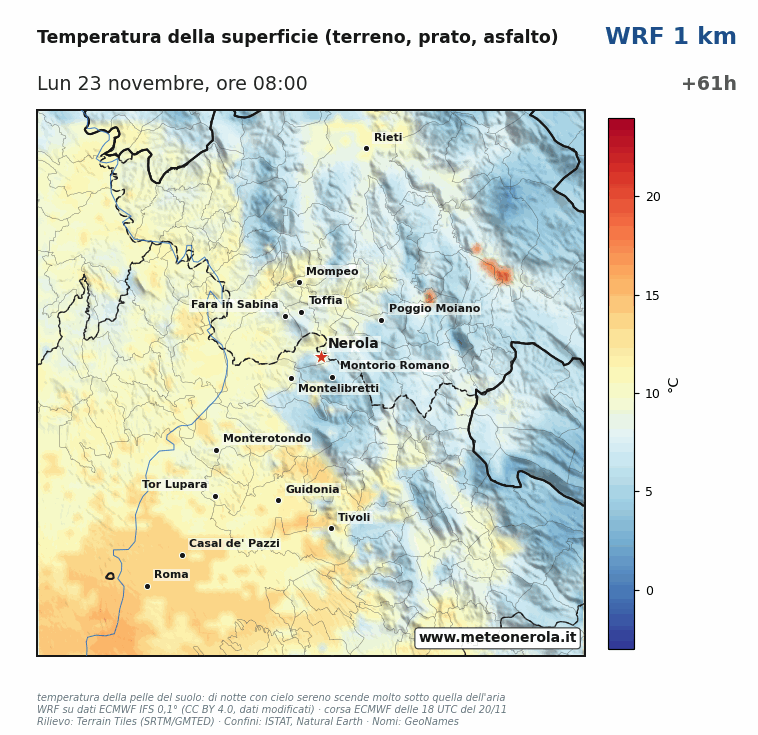 Temperatura della superficie (terreno, prato, asfalto)
WRF 1 km
Lun 23 novembre, ore 08:00
+61h
Rieti
Mompeo
Fara in Sabina
Toffia
Poggio Moiano
Nerola
Montorio Romano
Montelibretti
Monterotondo
Tor Lupara
Guidonia
Tivoli
Casal de' Pazzi
Roma
www.meteonerola.it
20
15
10
5
0
°C
temperatura della pelle del suolo: di notte con cielo sereno scende molto sotto quella dell'aria
WRF su dati ECMWF IFS 0,1° (CC BY 4.0, dati modificati) · corsa ECMWF delle 18 UTC del 20/11
Rilievo: Terrain Tiles (SRTM/GMTED) · Confini: ISTAT, Natural Earth · Nomi: GeoNames